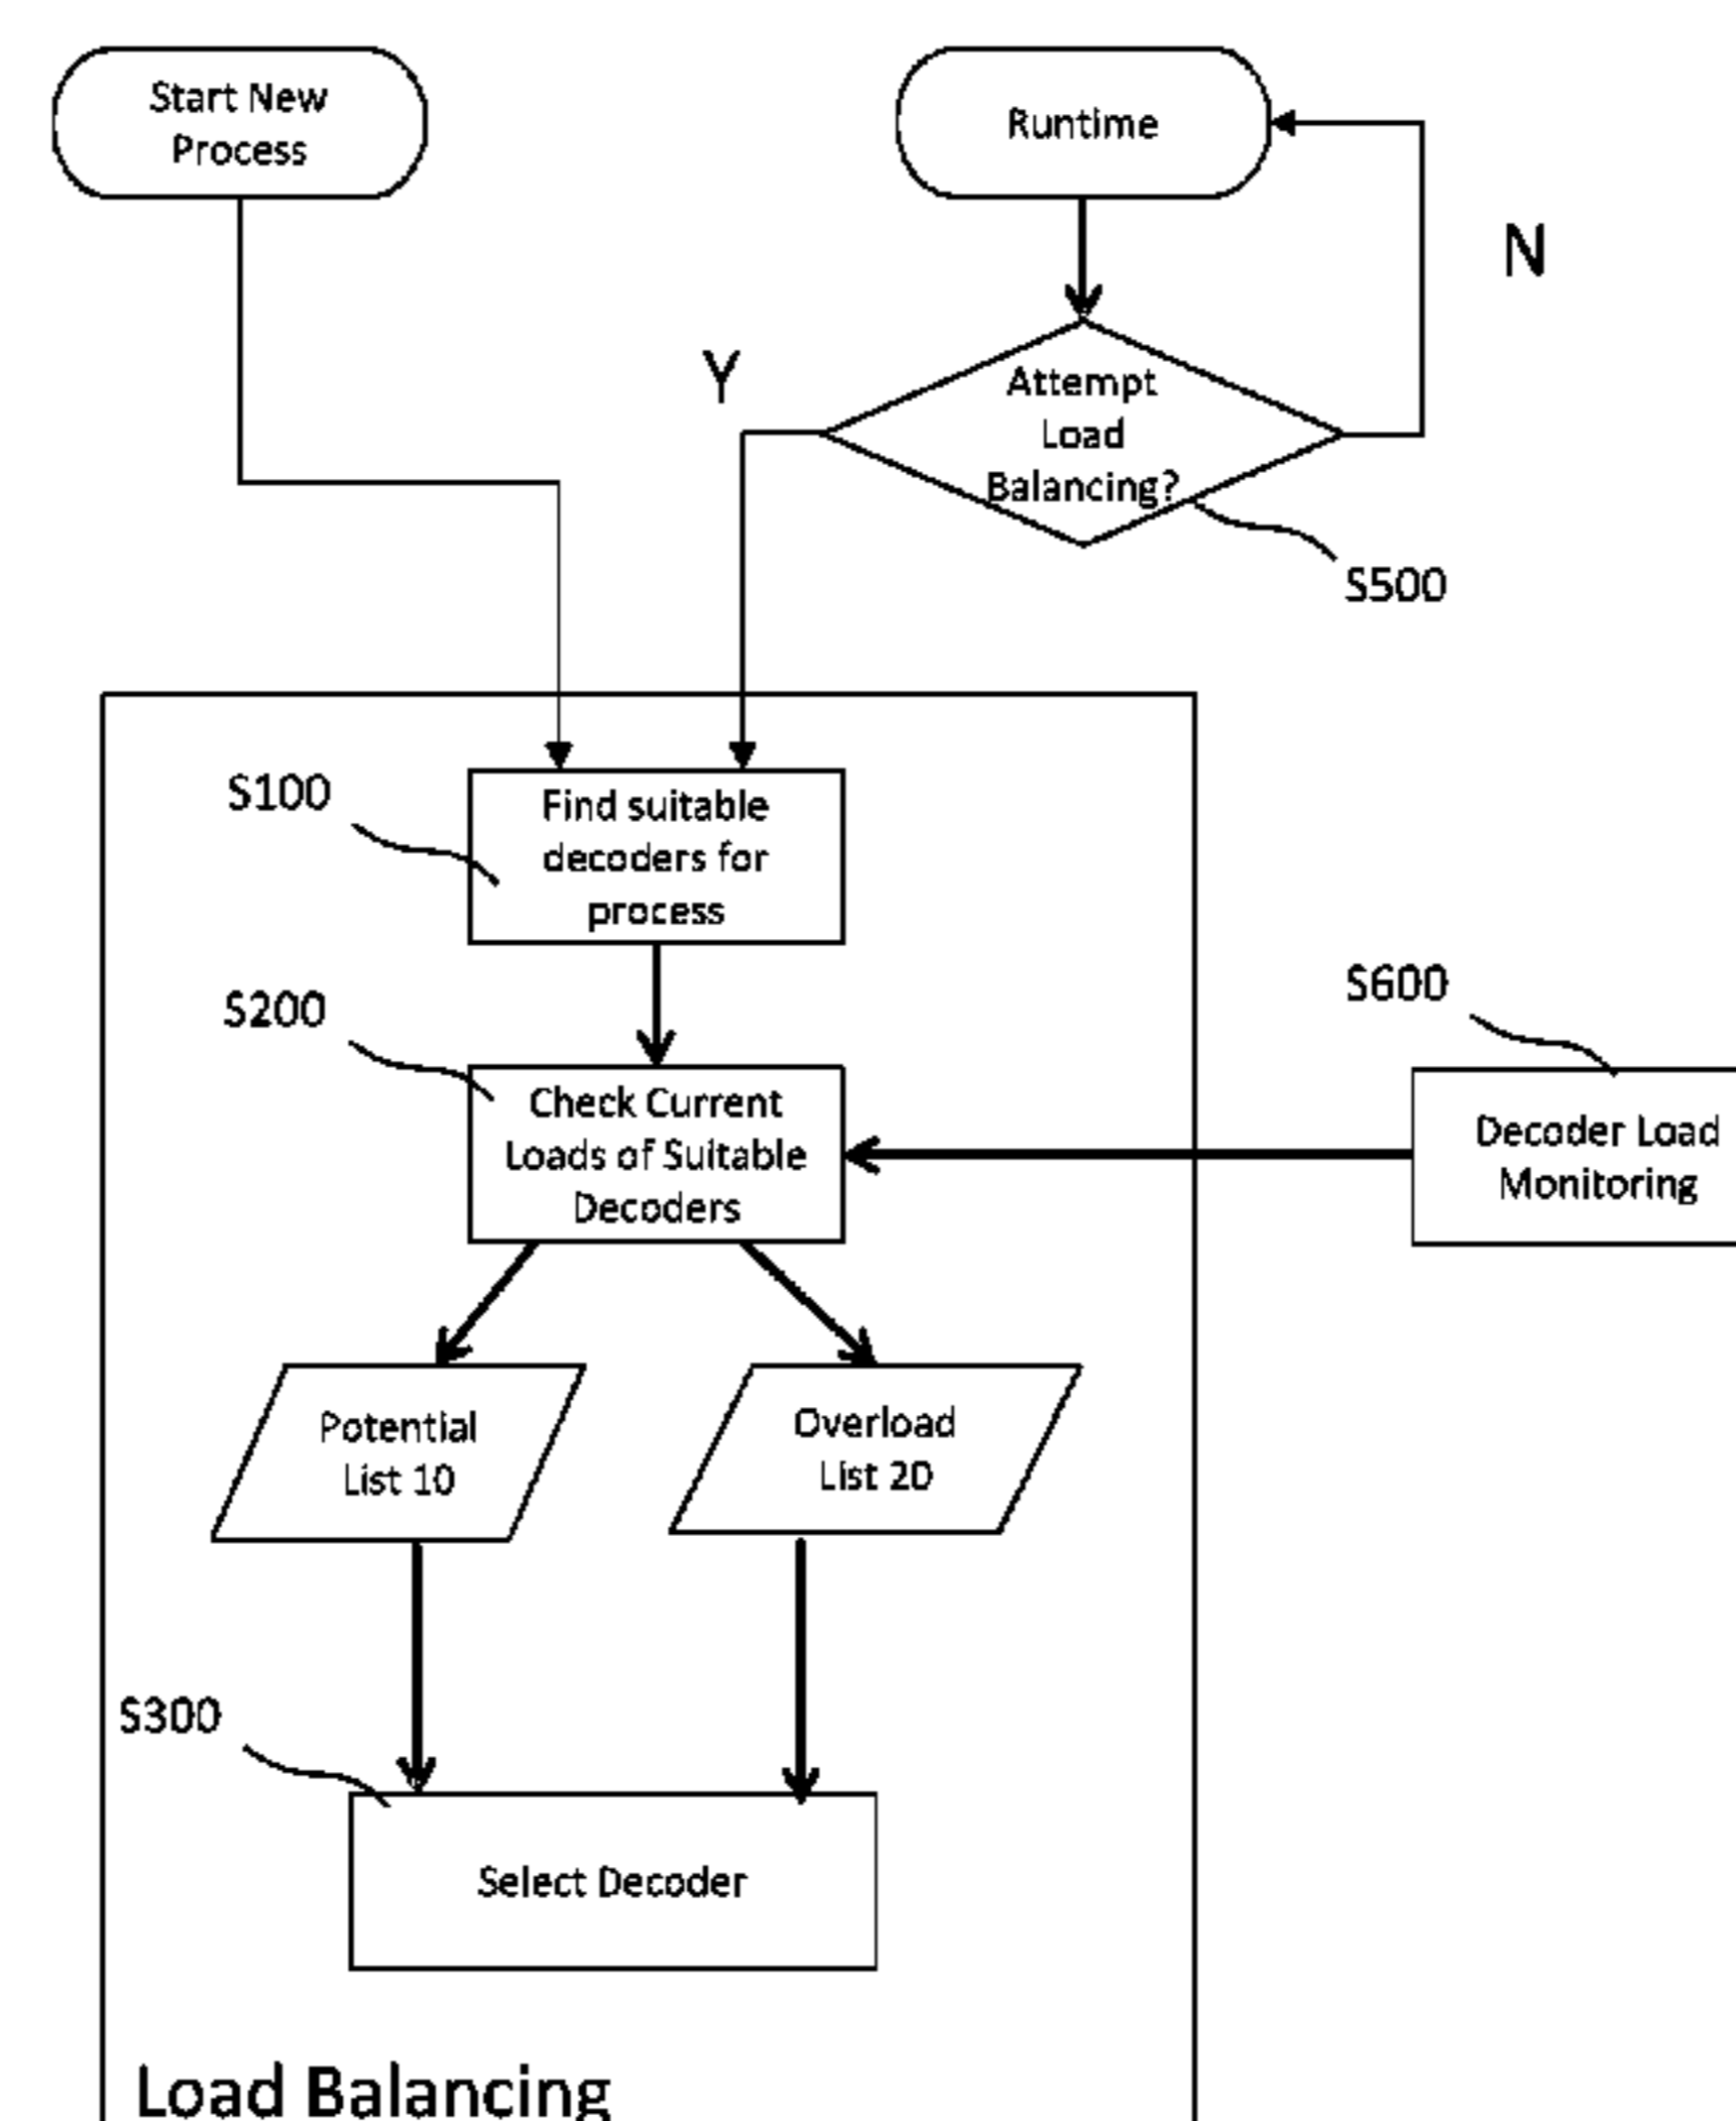 Start New
Process
Runtime
N
Y
Attempt
Load
Balancing?
S500
S100
Find suitable
decoders for
process
S200
Check Current
Loads of Suitable
Decoders
S600
Decoder Load
Monitoring
Potential
List 10
Overload
List 20
S300
Select Decoder
Load Balancing